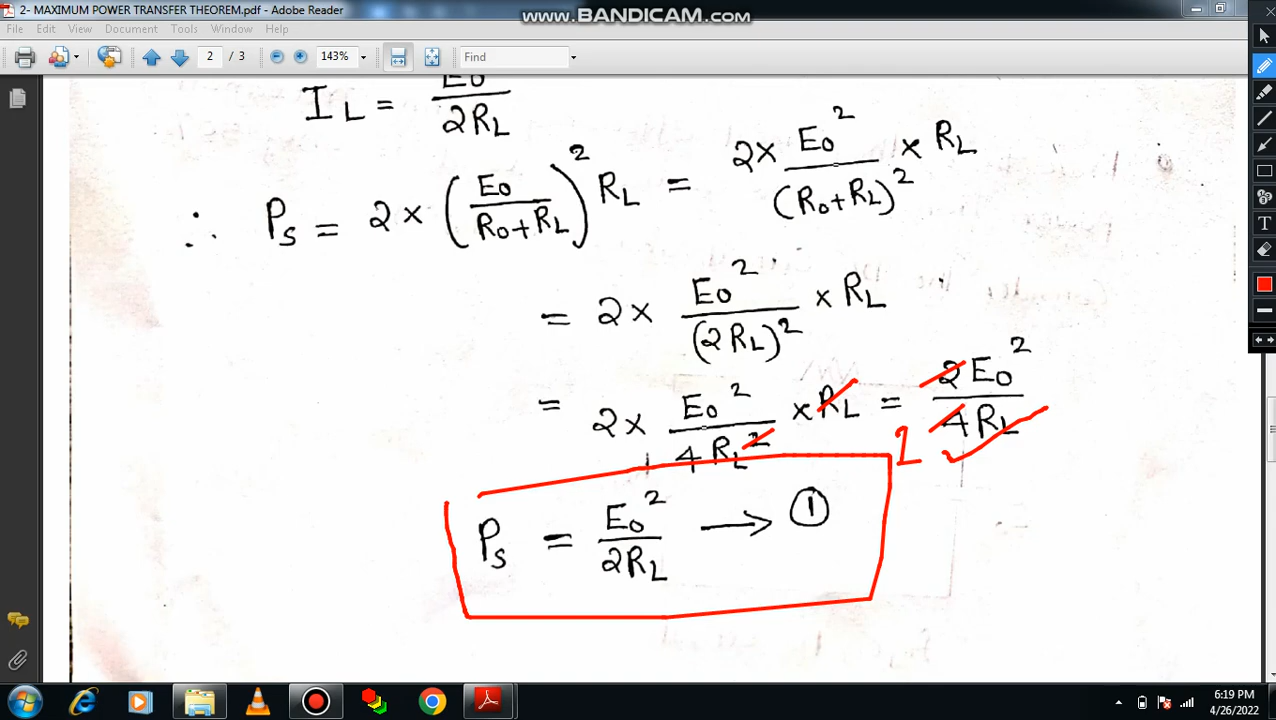 2- MAXIMUM POWER TRANSFER THEOREM.pdf - Adobe Reader
www.BANDICAM.com
File Edit View Document Tools Window Help
2 / 3 143% Find
I_L = E₀/2R_L
∴ P_S = 2 × (E₀/(R₀+R_L))² R_L = 2 × E₀²/(R₀+R_L)² × R_L
= 2 × E₀²/(2R_L)² × R_L
= 2 × E₀²/4R_L² × R_L = 2E₀²/4R_L
1
P_S = E₀²/2R_L → ①
6:19 PM
4/26/2022